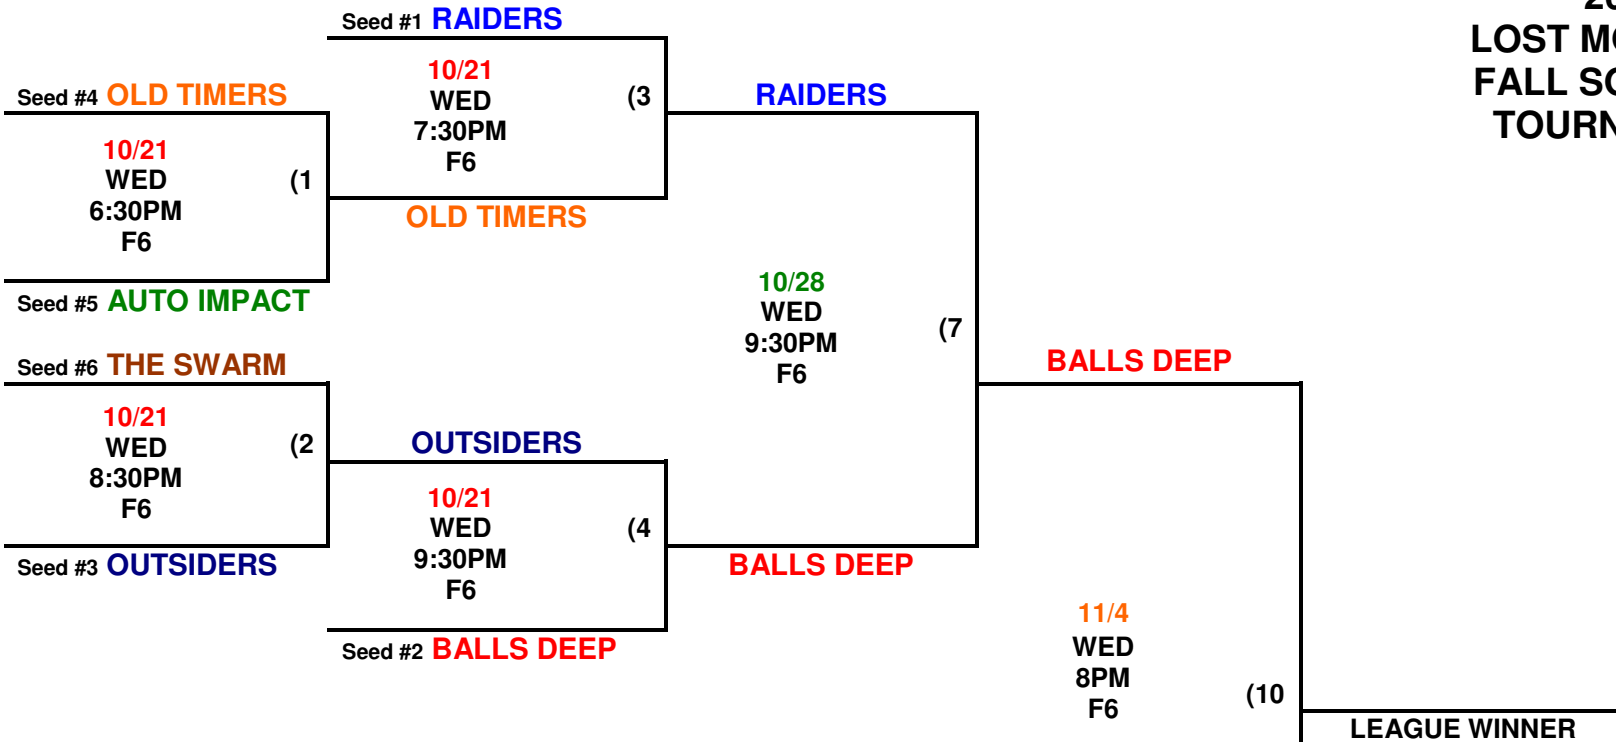 Seed #1 RAIDERS
10/21
WED
7:30PM
F6
(3
Seed #4 OLD TIMERS
10/21
WED
6:30PM
F6
(1
OLD TIMERS
Seed #5 AUTO IMPACT
RAIDERS
10/28
WED
9:30PM
F6
(7
Seed #6 THE SWARM
10/21
WED
8:30PM
F6
(2
OUTSIDERS
Seed #3 OUTSIDERS
10/21
WED
9:30PM
F6
(4
BALLS DEEP
Seed #2 BALLS DEEP
BALLS DEEP
11/4
WED
8PM
F6
(10
LEAGUE WINNER
LOST
FALL